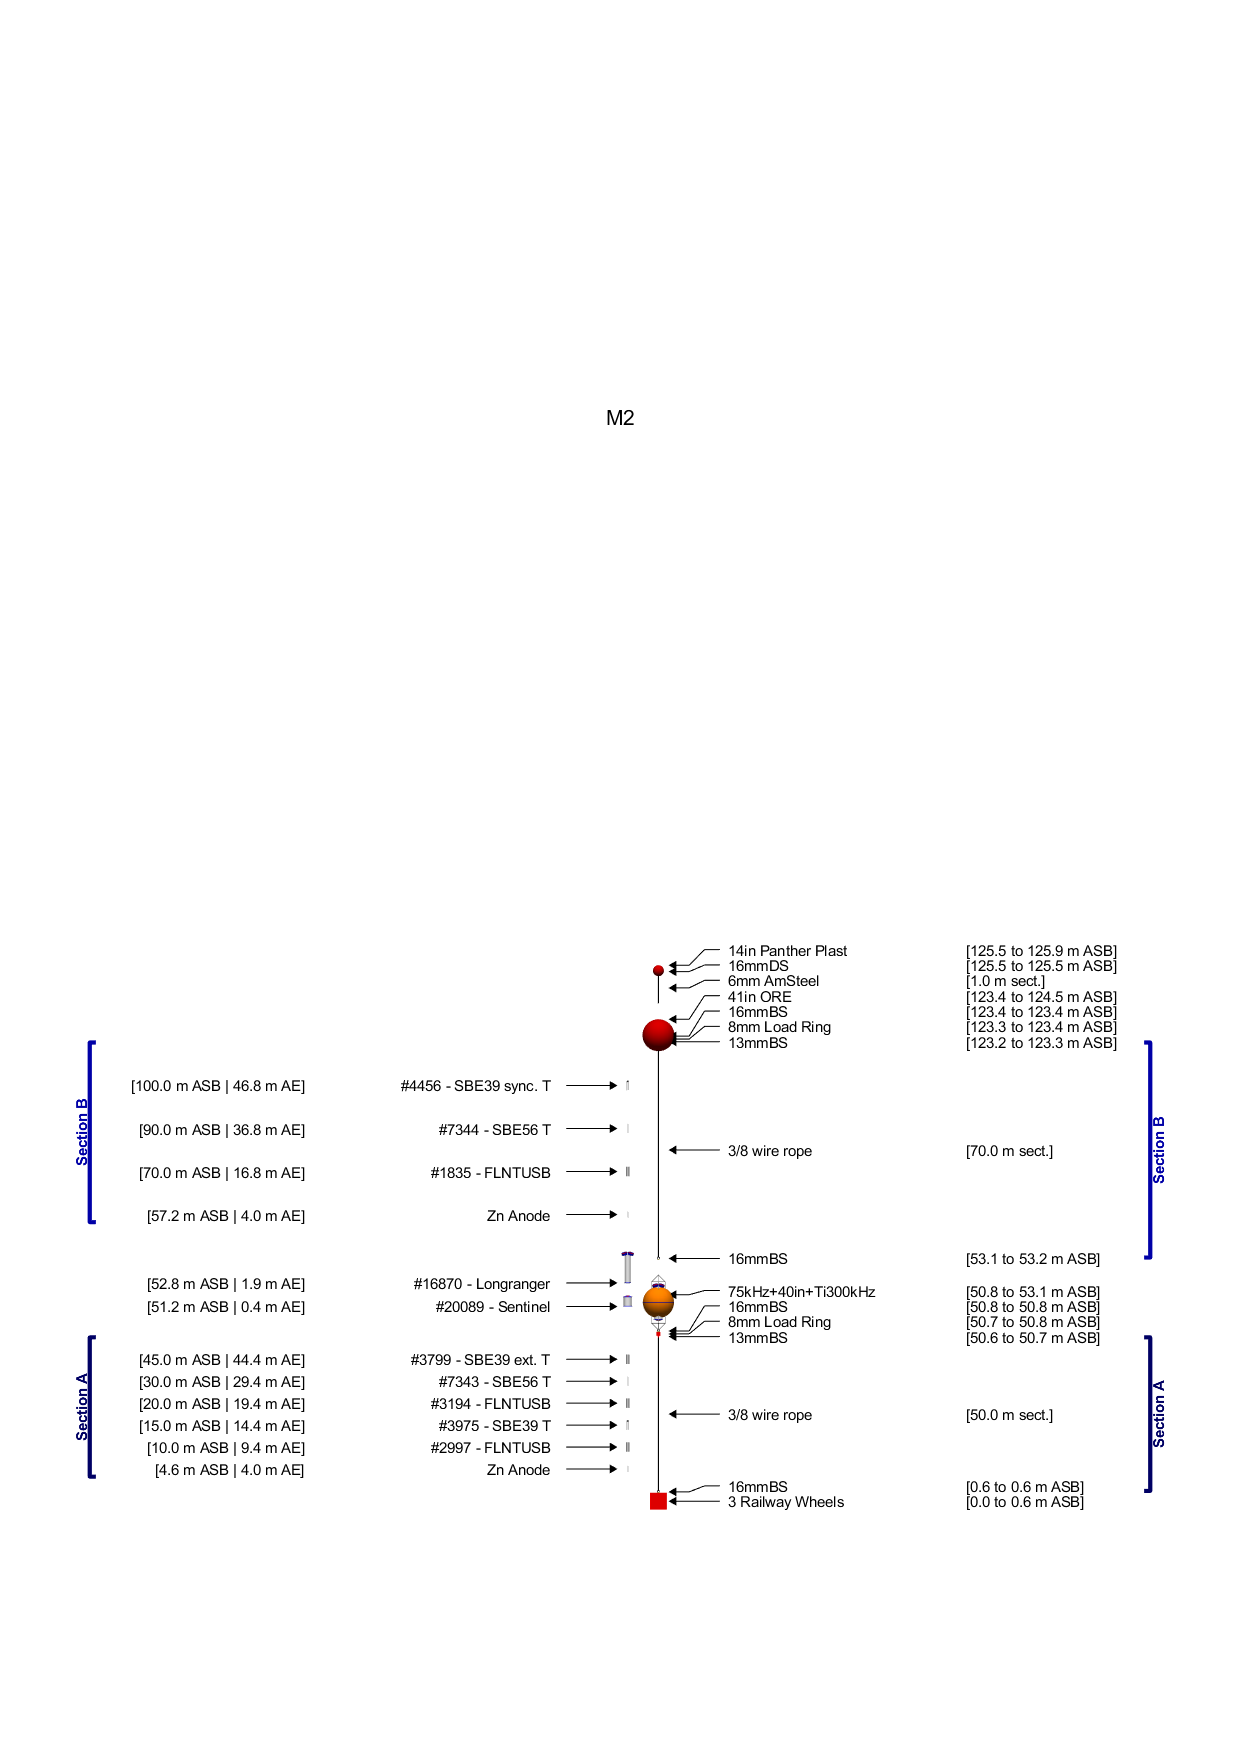 M2
14in Panther Plast [125.5 to 125.9 m ASB]
16mmDS [125.5 to 125.5 m ASB]
6mm AmSteel [1.0 m sect.]
41in ORE [123.4 to 124.5 m ASB]
16mmBS [123.4 to 123.4 m ASB]
8mm Load Ring [123.3 to 123.4 m ASB]
13mmBS [123.2 to 123.3 m ASB]
Section B
Section B
[100.0 m ASB | 46.8 m AE] #4456 - SBE39 sync. T
[90.0 m ASB | 36.8 m AE] #7344 - SBE56 T
3/8 wire rope [70.0 m sect.]
[70.0 m ASB | 16.8 m AE] #1835 - FLNTUSB
[57.2 m ASB | 4.0 m AE] Zn Anode
16mmBS [53.1 to 53.2 m ASB]
[52.8 m ASB | 1.9 m AE] #16870 - Longranger
75kHz+40in+Ti300kHz [50.8 to 53.1 m ASB]
[51.2 m ASB | 0.4 m AE] #20089 - Sentinel 16mmBS [50.8 to 50.8 m ASB]
8mm Load Ring [50.7 to 50.8 m ASB]
13mmBS [50.6 to 50.7 m ASB]
Section A
Section A
[45.0 m ASB | 44.4 m AE] #3799 - SBE39 ext. T
[30.0 m ASB | 29.4 m AE] #7343 - SBE56 T
[20.0 m ASB | 19.4 m AE] #3194 - FLNTUSB
3/8 wire rope [50.0 m sect.]
[15.0 m ASB | 14.4 m AE] #3975 - SBE39 T
[10.0 m ASB | 9.4 m AE] #2997 - FLNTUSB
[4.6 m ASB | 4.0 m AE] Zn Anode
16mmBS [0.6 to 0.6 m ASB]
3 Railway Wheels [0.0 to 0.6 m ASB]